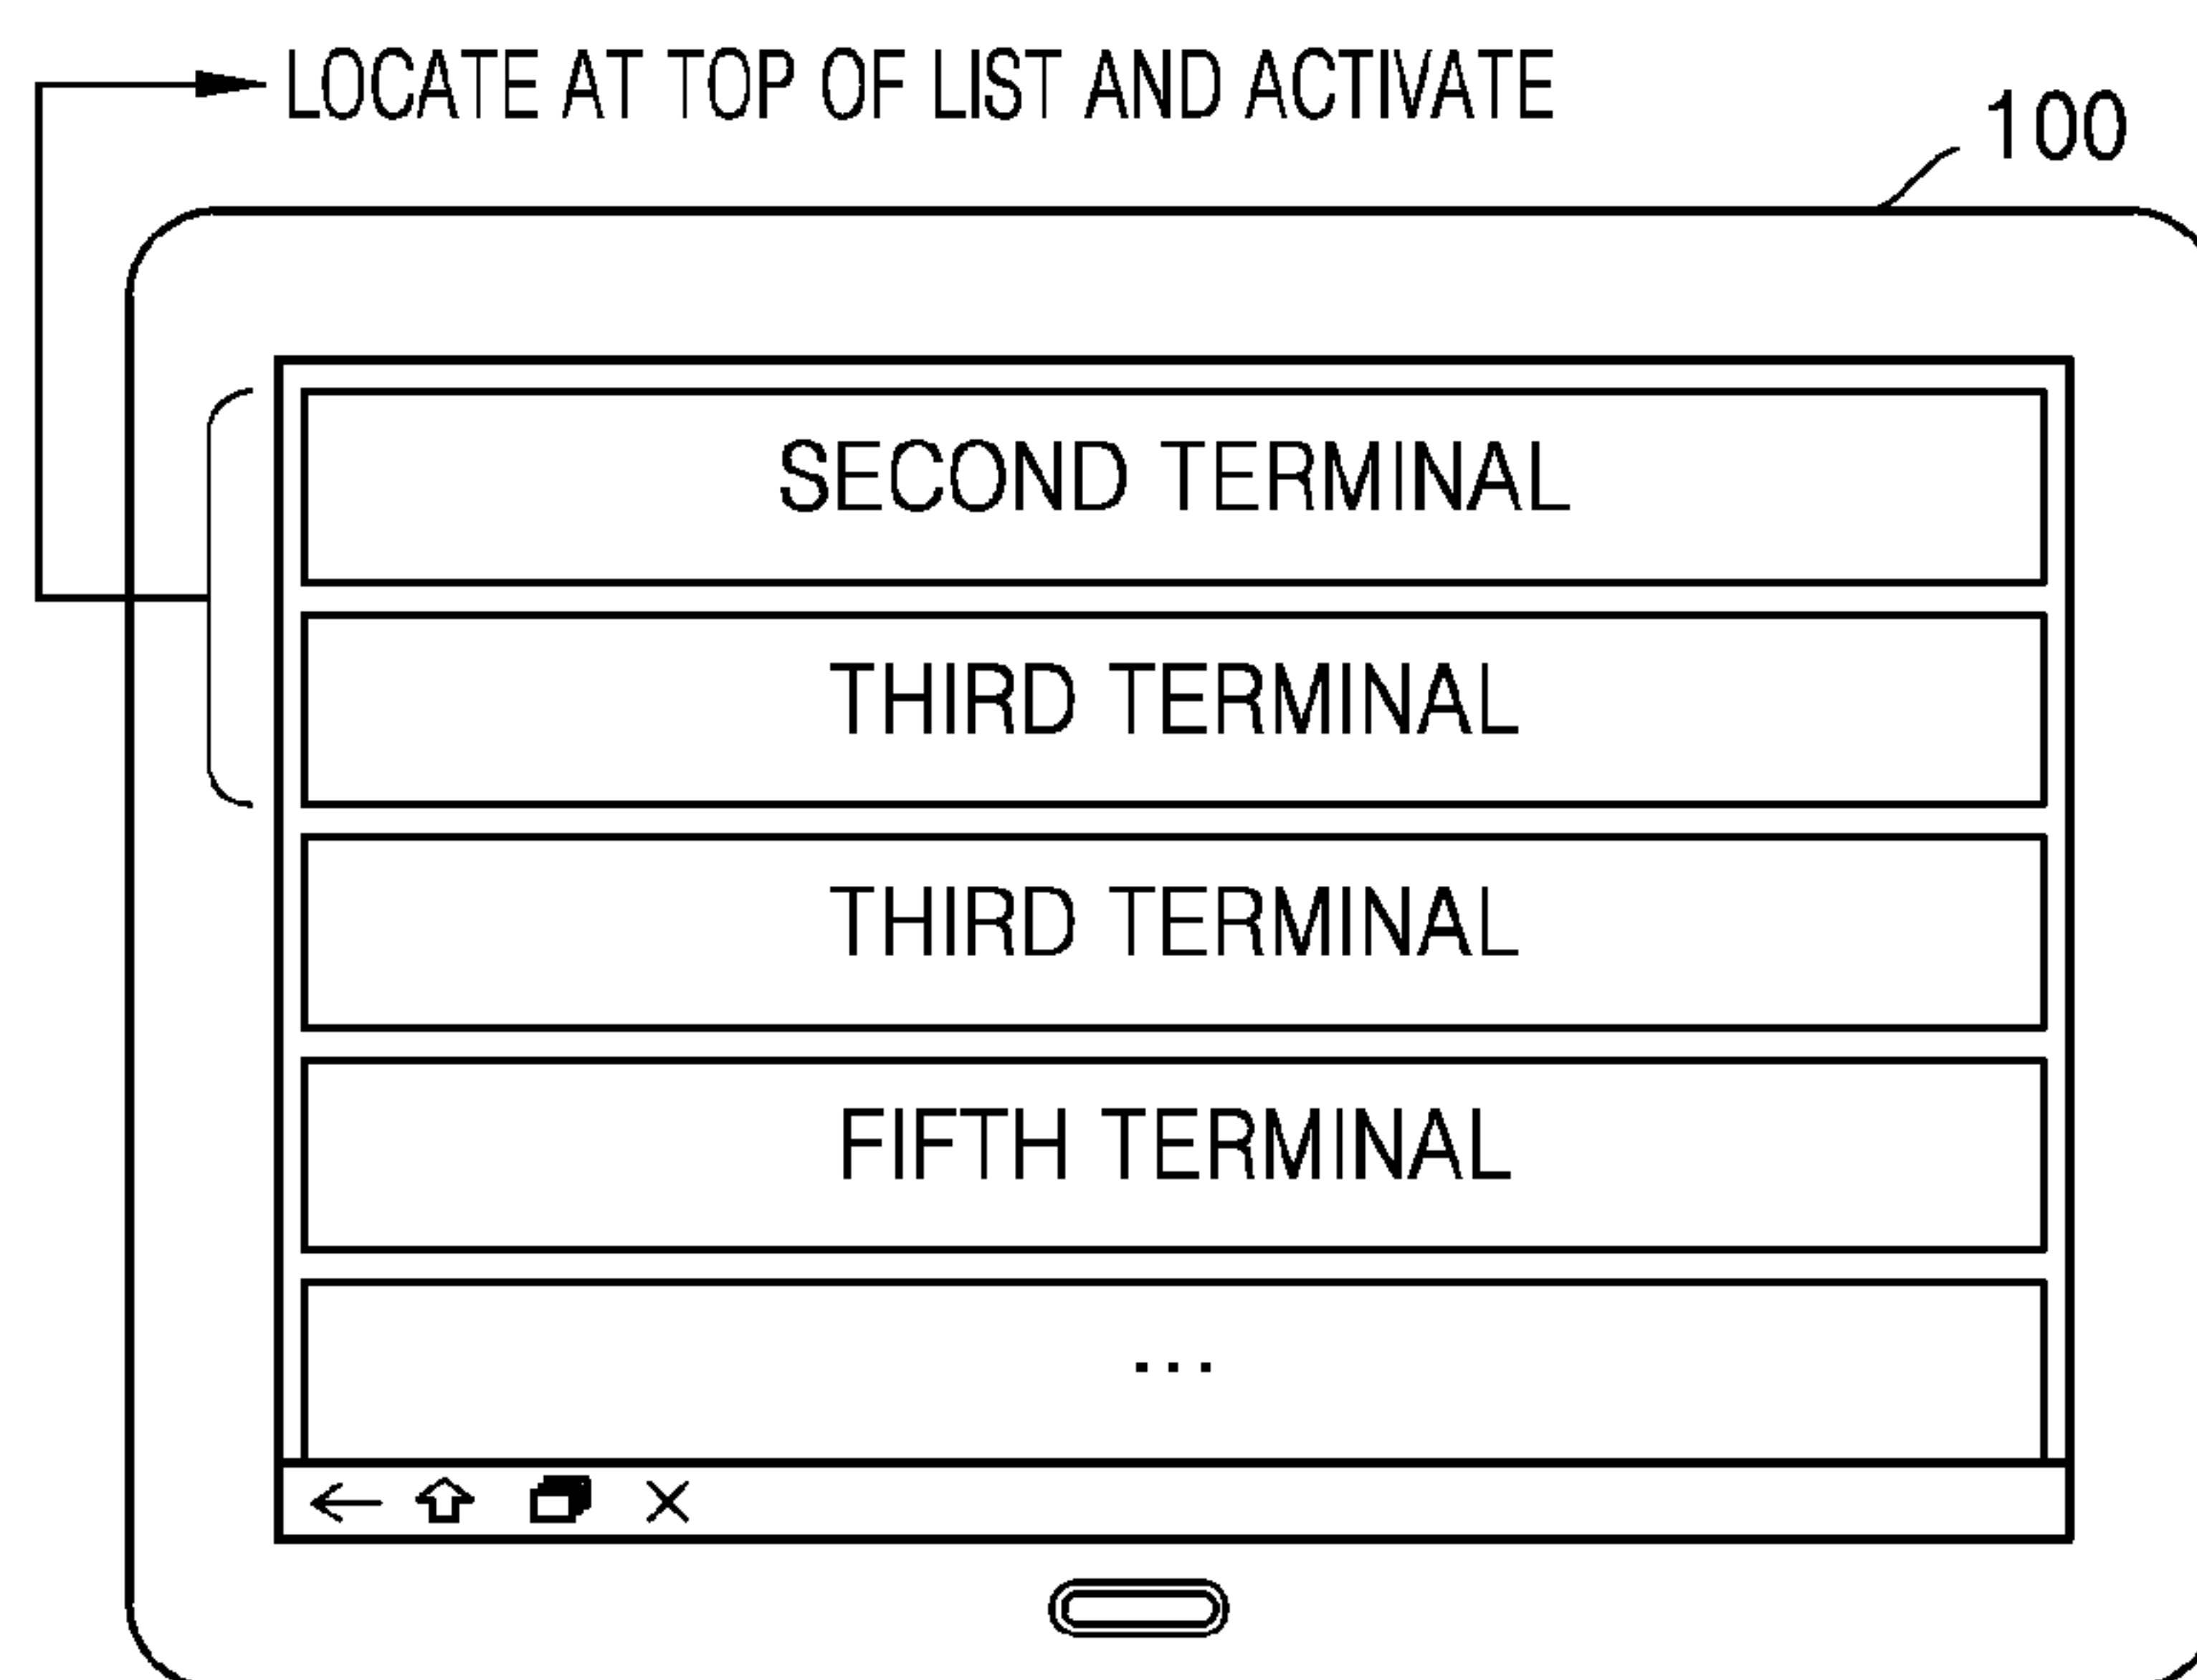 LOCATE AT TOP OF LIST AND ACTIVATE
100
SECOND TERMINAL
THIRD TERMINAL
THIRD TERMINAL
FIFTH TERMINAL
...